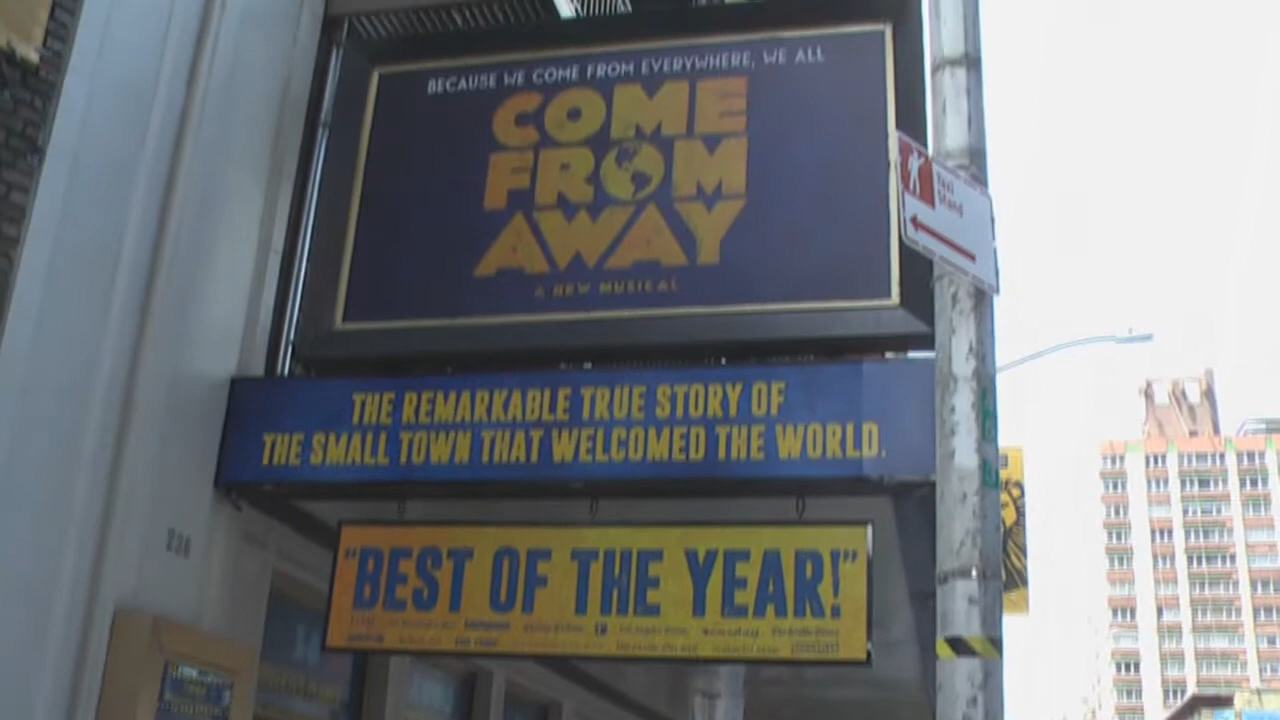 BECAUSE WE COME FROM EVERYWHERE, WE ALL
COME
FROM
AWAY
A NEW MUSICAL
Taxi
Stand
THE REMARKABLE TRUE STORY OF
THE SMALL TOWN THAT WELCOMED THE WORLD.
236
"BEST OF THE YEAR!"